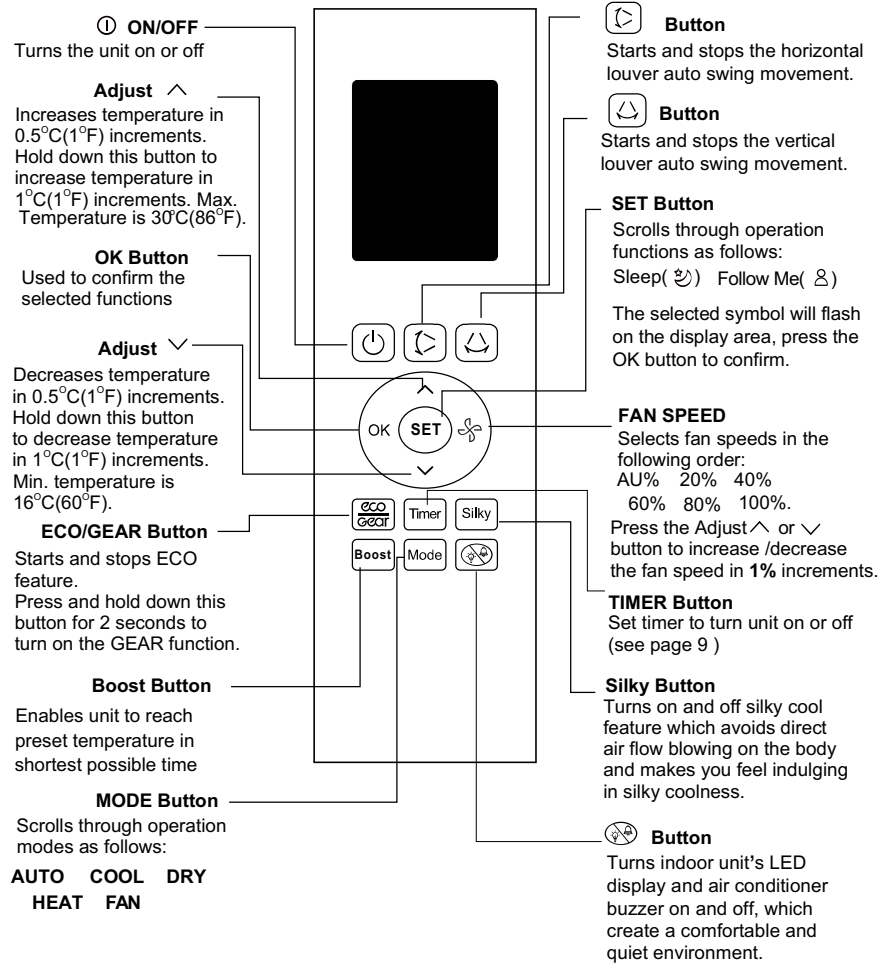 ON/OFF
Turns the unit on or off
Adjust
Increases temperature in
0.5°C(1°F) increments.
Hold down this button to
increase temperature in
1°C(1°F) increments. Max.
Temperature is 30°C(86°F).
OK Button
Used to confirm the
selected functions
Adjust
Decreases temperature
in 0.5°C(1°F) increments.
Hold down this button
to decrease temperature
in 1°C(1°F) increments.
Min. temperature is
16°C(60°F).
ECO/GEAR Button
Starts and stops ECO
feature.
Press and hold down this
button for 2 seconds to
turn on the GEAR function.
Boost Button
Enables unit to reach
preset temperature in
shortest possible time
MODE Button
Scrolls through operation
modes as follows:
AUTO COOL DRY
HEAT FAN
OK SET
eco
gear
Timer Silky
Boost Mode
Button
Starts and stops the horizontal
louver auto swing movement.
Button
Starts and stops the vertical
louver auto swing movement.
SET Button
Scrolls through operation
functions as follows:
Sleep( ) Follow Me( )
The selected symbol will flash
on the display area, press the
OK button to confirm.
FAN SPEED
Selects fan speeds in the
following order:
AU% 20% 40%
60% 80% 100%.
Press the Adjust or
button to increase /decrease
the fan speed in 1% increments.
TIMER Button
Set timer to turn unit on or off
(see page 9 )
Silky Button
Turns on and off silky cool
feature which avoids direct
air flow blowing on the body
and makes you feel indulging
in silky coolness.
Button
Turns indoor unit's LED
display and air conditioner
buzzer on and off, which
create a comfortable and
quiet environment.